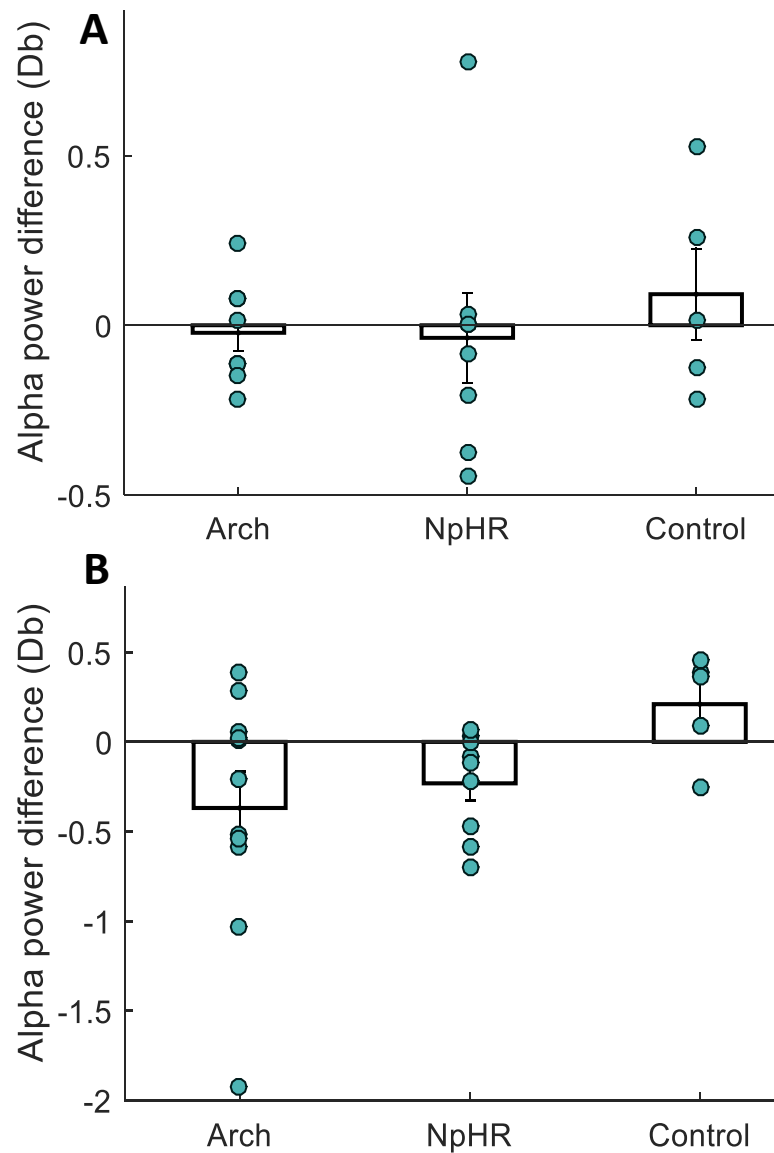 A
Alpha power difference (Db)
0.5
0
-0.5
Arch NpHR Control
B
Alpha power difference (Db)
0.5
0
-0.5
-1
-1.5
-2
Arch NpHR Control